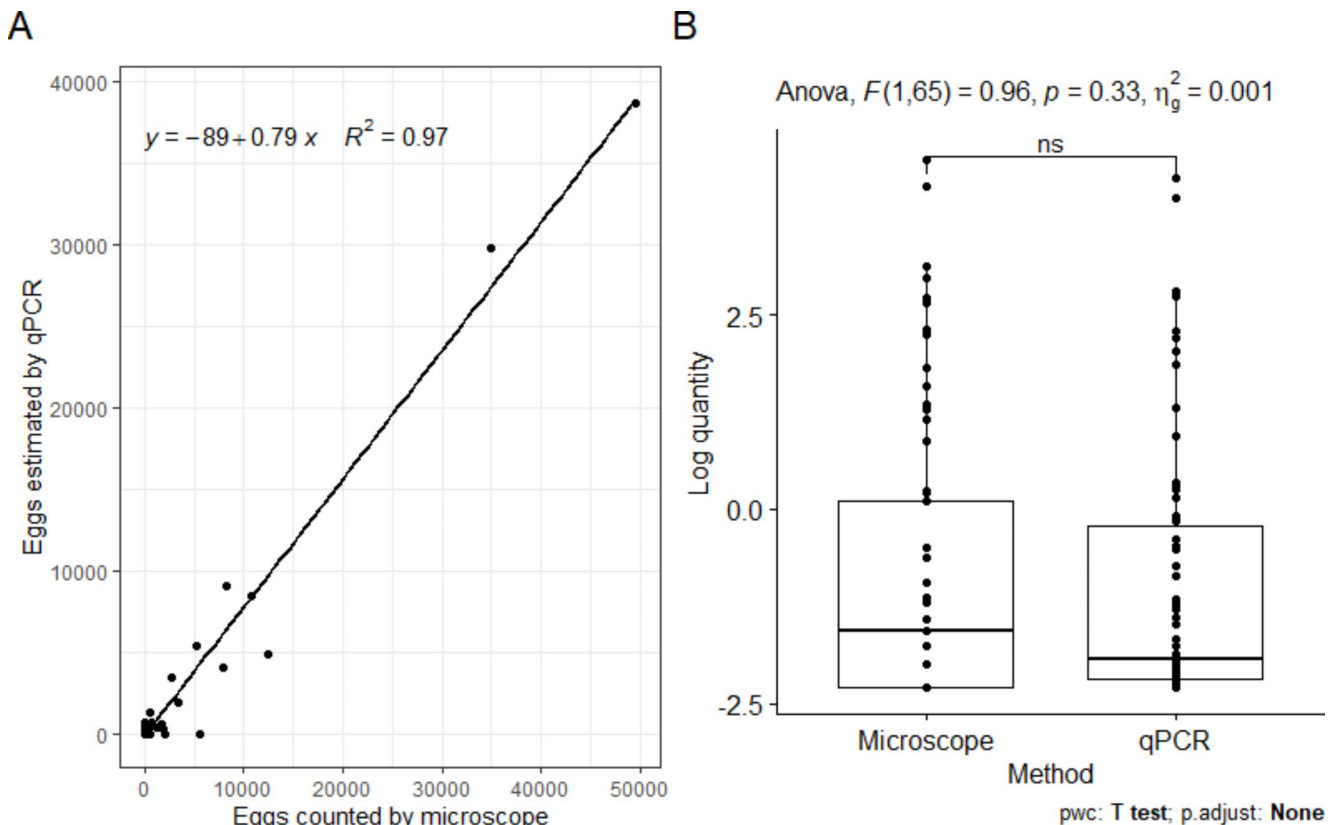 A
40000
30000
20000
10000
0
Eggs estimated by qPCR
y = −89+0.79 x R² = 0.97
0 10000 20000 30000 40000 50000
Eggs counted by microscope
B
Anova, F(1,65) = 0.96, p = 0.33, η²g = 0.001
ns
2.5
0.0
-2.5
Log quantity
Microscope qPCR
Method
pwc: T test; p.adjust: None